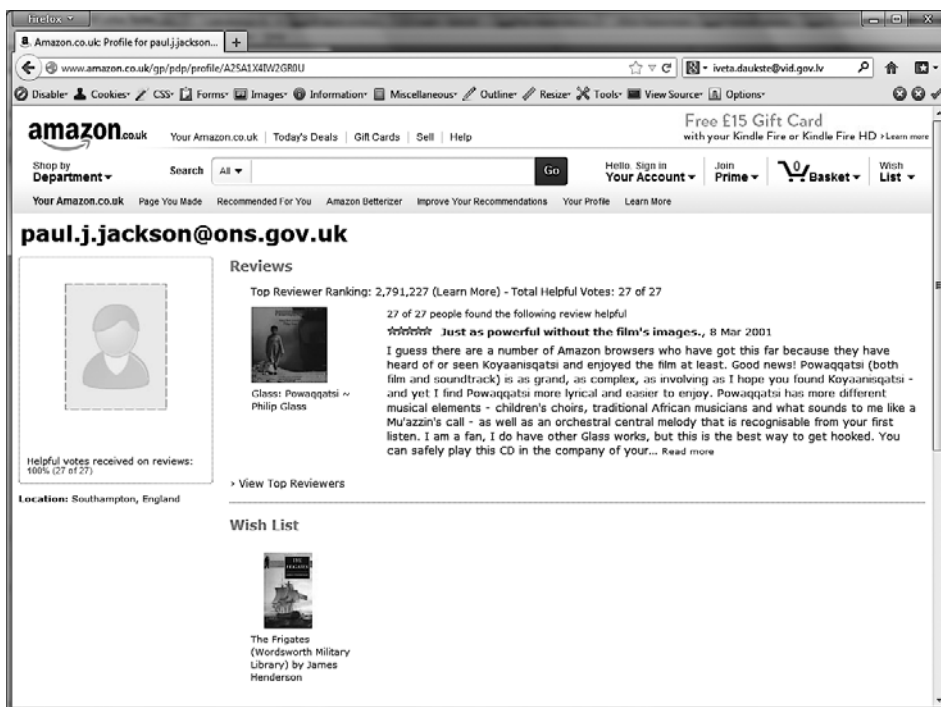 Firefox
Amazon.co.uk: Profile for paul.j.jackson...
www.amazon.co.uk/gp/pdp/profile/A2SA1X4IW2GR0U
iveta.daukste@vid.gov.lv
Disable Cookies CSS Forms Images Information Miscellaneous Outline Resize Tools View Source Options
amazon.co.uk
Your Amazon.co.uk | Today's Deals | Gift Cards | Sell | Help
Free £15 Gift Card
with your Kindle Fire or Kindle Fire HD › Learn more
Shop by
Department
Search All Go
Hello. Sign in
Your Account
Join
Prime
0
Basket
Wish
List
Your Amazon.co.uk Page You Made Recommended For You Amazon Betterizer Improve Your Recommendations Your Profile Learn More
paul.j.jackson@ons.gov.uk
Helpful votes received on reviews:
100% (27 of 27)
Location: Southampton, England
Reviews
Top Reviewer Ranking: 2,791,227 (Learn More) - Total Helpful Votes: 27 of 27
Glass: Powaqqatsi ~
Philip Glass
27 of 27 people found the following review helpful
Just as powerful without the film's images., 8 Mar 2001
I guess there are a number of Amazon browsers who have got this far because they have
heard of or seen Koyaanisqatsi and enjoyed the film at least. Good news! Powaqqatsi (both
film and soundtrack) is as grand, as complex, as involving as I hope you found Koyaanisqatsi -
and yet I find Powaqqatsi more lyrical and easier to enjoy. Powaqqatsi has more different
musical elements - children's choirs, traditional African musicians and what sounds to me like a
Mu'azzin's call - as well as an orchestral central melody that is recognisable from your first
listen. I am a fan, I do have other Glass works, but this is the best way to get hooked. You
can safely play this CD in the company of your... Read more
› View Top Reviewers
Wish List
THE
FRIGATES
The Frigates
(Wordsworth Military
Library) by James
Henderson